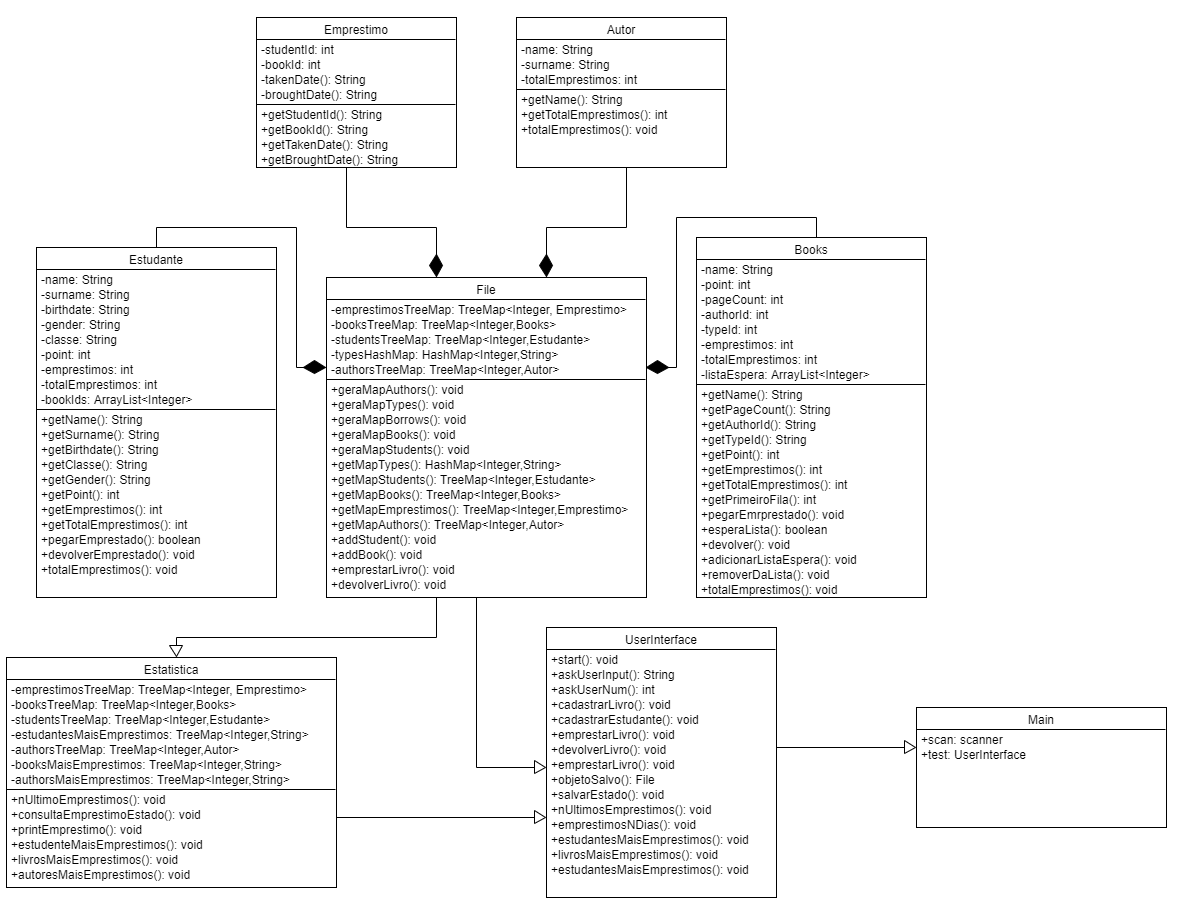 Emprestimo
-studentId: int
-bookId: int
-takenDate(): String
-broughtDate(): String
+getStudentId(): String
+getBookId(): String
+getTakenDate(): String
+getBroughtDate(): String
Autor
-name: String
-surname: String
-totalEmprestimos: int
+getName(): String
+getTotalEmprestimos(): int
+totalEmprestimos(): void
Estudante
-name: String
-surname: String
-birthdate: String
-gender: String
-classe: String
-point: int
-emprestimos: int
-totalEmprestimos: int
-bookIds: ArrayList<Integer>
+getName(): String
+getSurname(): String
+getBirthdate(): String
+getClasse(): String
+getGender(): String
+getPoint(): int
+getEmprestimos(): int
+getTotalEmprestimos(): int
+pegarEmprestado(): boolean
+devolverEmprestado(): void
+totalEmprestimos(): void
File
-emprestimosTreeMap: TreeMap<Integer, Emprestimo>
-booksTreeMap: TreeMap<Integer,Books>
-studentsTreeMap: TreeMap<Integer,Estudante>
-typesHashMap: HashMap<Integer,String>
-authorsTreeMap: TreeMap<Integer,Autor>
+geraMapAuthors(): void
+geraMapTypes(): void
+geraMapBorrows(): void
+geraMapBooks(): void
+geraMapStudents(): void
+getMapTypes(): HashMap<Integer,String>
+getMapStudents(): TreeMap<Integer,Estudante>
+getMapBooks(): TreeMap<Integer,Books>
+getMapEmprestimos(): TreeMap<Integer,Emprestimo>
+getMapAuthors(): TreeMap<Integer,Autor>
+addStudent(): void
+addBook(): void
+emprestarLivro(): void
+devolverLivro(): void
Books
-name: String
-point: int
-pageCount: int
-authorId: int
-typeId: int
-emprestimos: int
-totalEmprestimos: int
-listaEspera: ArrayList<Integer>
+getName(): String
+getPageCount(): String
+getAuthorId(): String
+getTypeId(): String
+getPoint(): int
+getEmprestimos(): int
+getTotalEmprestimos(): int
+getPrimeiroFila(): int
+pegarEmrprestado(): void
+esperaLista(): boolean
+devolver(): void
+adicionarListaEspera(): void
+removerDaLista(): void
+totalEmprestimos(): void
Estatistica
-emprestimosTreeMap: TreeMap<Integer, Emprestimo>
-booksTreeMap: TreeMap<Integer,Books>
-studentsTreeMap: TreeMap<Integer,Estudante>
-estudantesMaisEmprestimos: TreeMap<Integer,String>
-authorsTreeMap: TreeMap<Integer,Autor>
-booksMaisEmprestimos: TreeMap<Integer,String>
-authorsMaisEmprestimos: TreeMap<Integer,String>
+nUltimoEmprestimos(): void
+consultaEmprestimoEstado(): void
+printEmprestimo(): void
+estudenteMaisEmprestimos(): void
+livrosMaisEmprestimos(): void
+autoresMaisEmprestimos(): void
UserInterface
+start(): void
+askUserInput(): String
+askUserNum(): int
+cadastrarLivro(): void
+cadastrarEstudante(): void
+emprestarLivro(): void
+devolverLivro(): void
+emprestarLivro(): void
+objetoSalvo(): File
+salvarEstado(): void
+nUltimosEmprestimos(): void
+emprestimosNDias(): void
+estudantesMaisEmprestimos(): void
+livrosMaisEmprestimos(): void
+estudantesMaisEmprestimos(): void
Main
+scan: scanner
+test: UserInterface